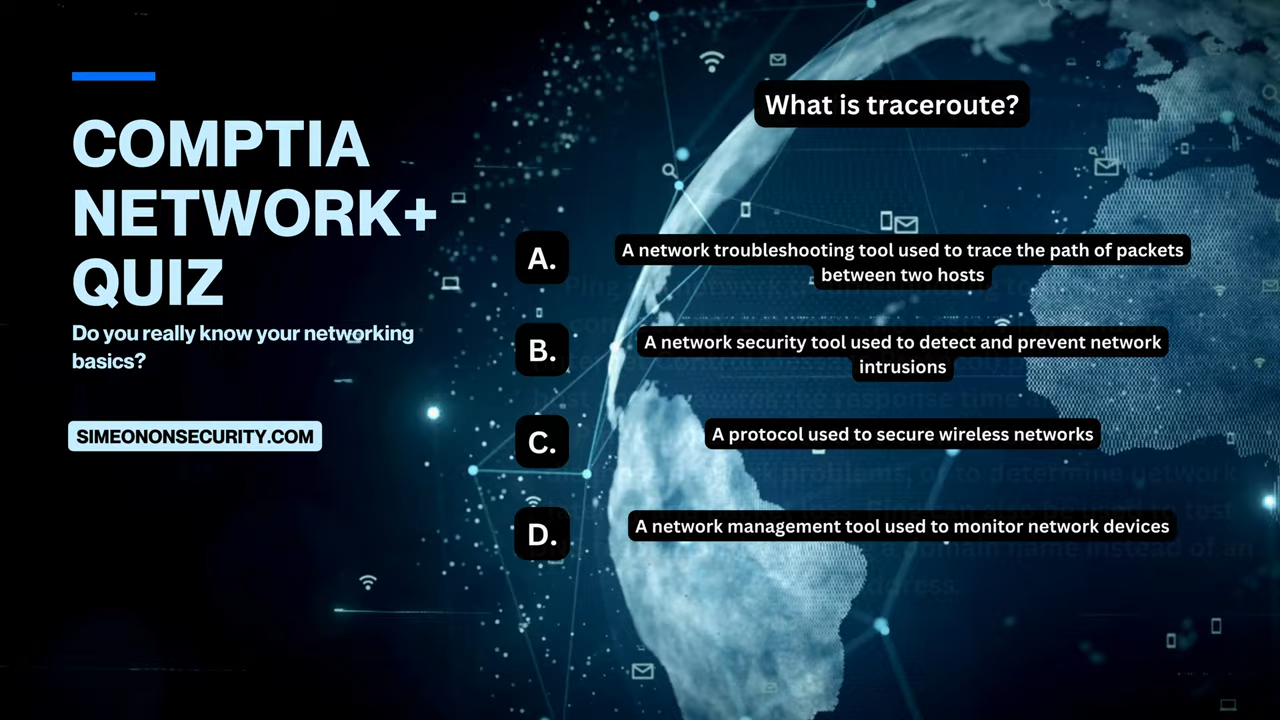 COMPTIA
NETWORK+
QUIZ
Do you really know your networking
basics?
SIMEONONSECURITY.COM
What is traceroute?
A.
A network troubleshooting tool used to trace the path of packets
between two hosts
B.
A network security tool used to detect and prevent network
intrusions
C.
A protocol used to secure wireless networks
D.
A network management tool used to monitor network devices